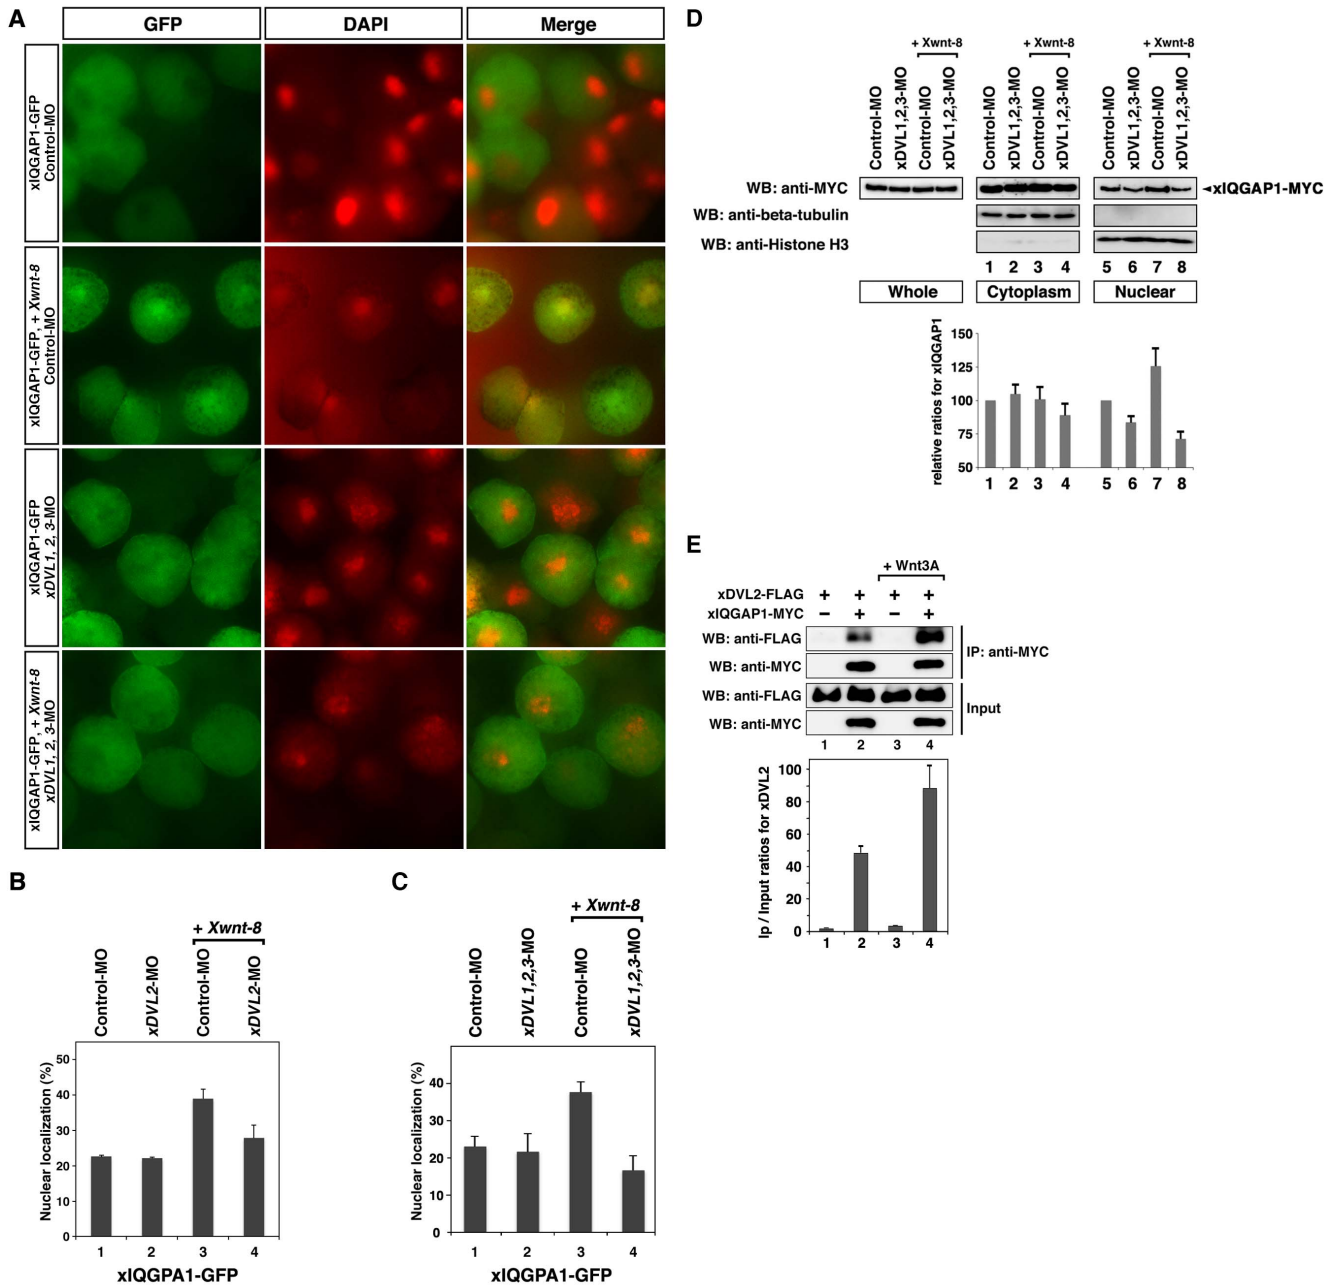 A
GFP
DAPI
Merge
xIQGAP1-GFP
Control-MO
xIQGAP1-GFP, + Xwnt-8
Control-MO
xIQGAP1-GFP
xDVL1, 2, 3-MO
xIQGAP1-GFP, + Xwnt-8
xDVL1, 2, 3-MO
B
+ Xwnt-8
Control-MO
xDVL2-MO
Control-MO
xDVL2-MO
Nuclear localization (%)
50
40
30
20
10
0
1 2 3 4
xIQGPA1-GFP
C
+ Xwnt-8
Control-MO
xDVL1,2,3-MO
Control-MO
xDVL1,2,3-MO
Nuclear localization (%)
40
30
20
10
0
1 2 3 4
xIQGPA1-GFP
D
+ Xwnt-8
+ Xwnt-8
+ Xwnt-8
Control-MO
xDVL1,2,3-MO
Control-MO
xDVL1,2,3-MO
Control-MO
xDVL1,2,3-MO
Control-MO
xDVL1,2,3-MO
Control-MO
xDVL1,2,3-MO
Control-MO
xDVL1,2,3-MO
WB: anti-MYC
◄xIQGAP1-MYC
WB: anti-beta-tubulin
WB: anti-Histone H3
1 2 3 4 5 6 7 8
Whole
Cytoplasm
Nuclear
relative ratios for xIQGAP1
150
125
100
75
50
1 2 3 4 5 6 7 8
E
+ Wnt3A
xDVL2-FLAG + + + +
xIQGAP1-MYC − + − +
WB: anti-FLAG
WB: anti-MYC
IP: anti-MYC
WB: anti-FLAG
WB: anti-MYC
Input
1 2 3 4
Ip / Input ratios for xDVL2
100
80
60
40
20
0
1 2 3 4